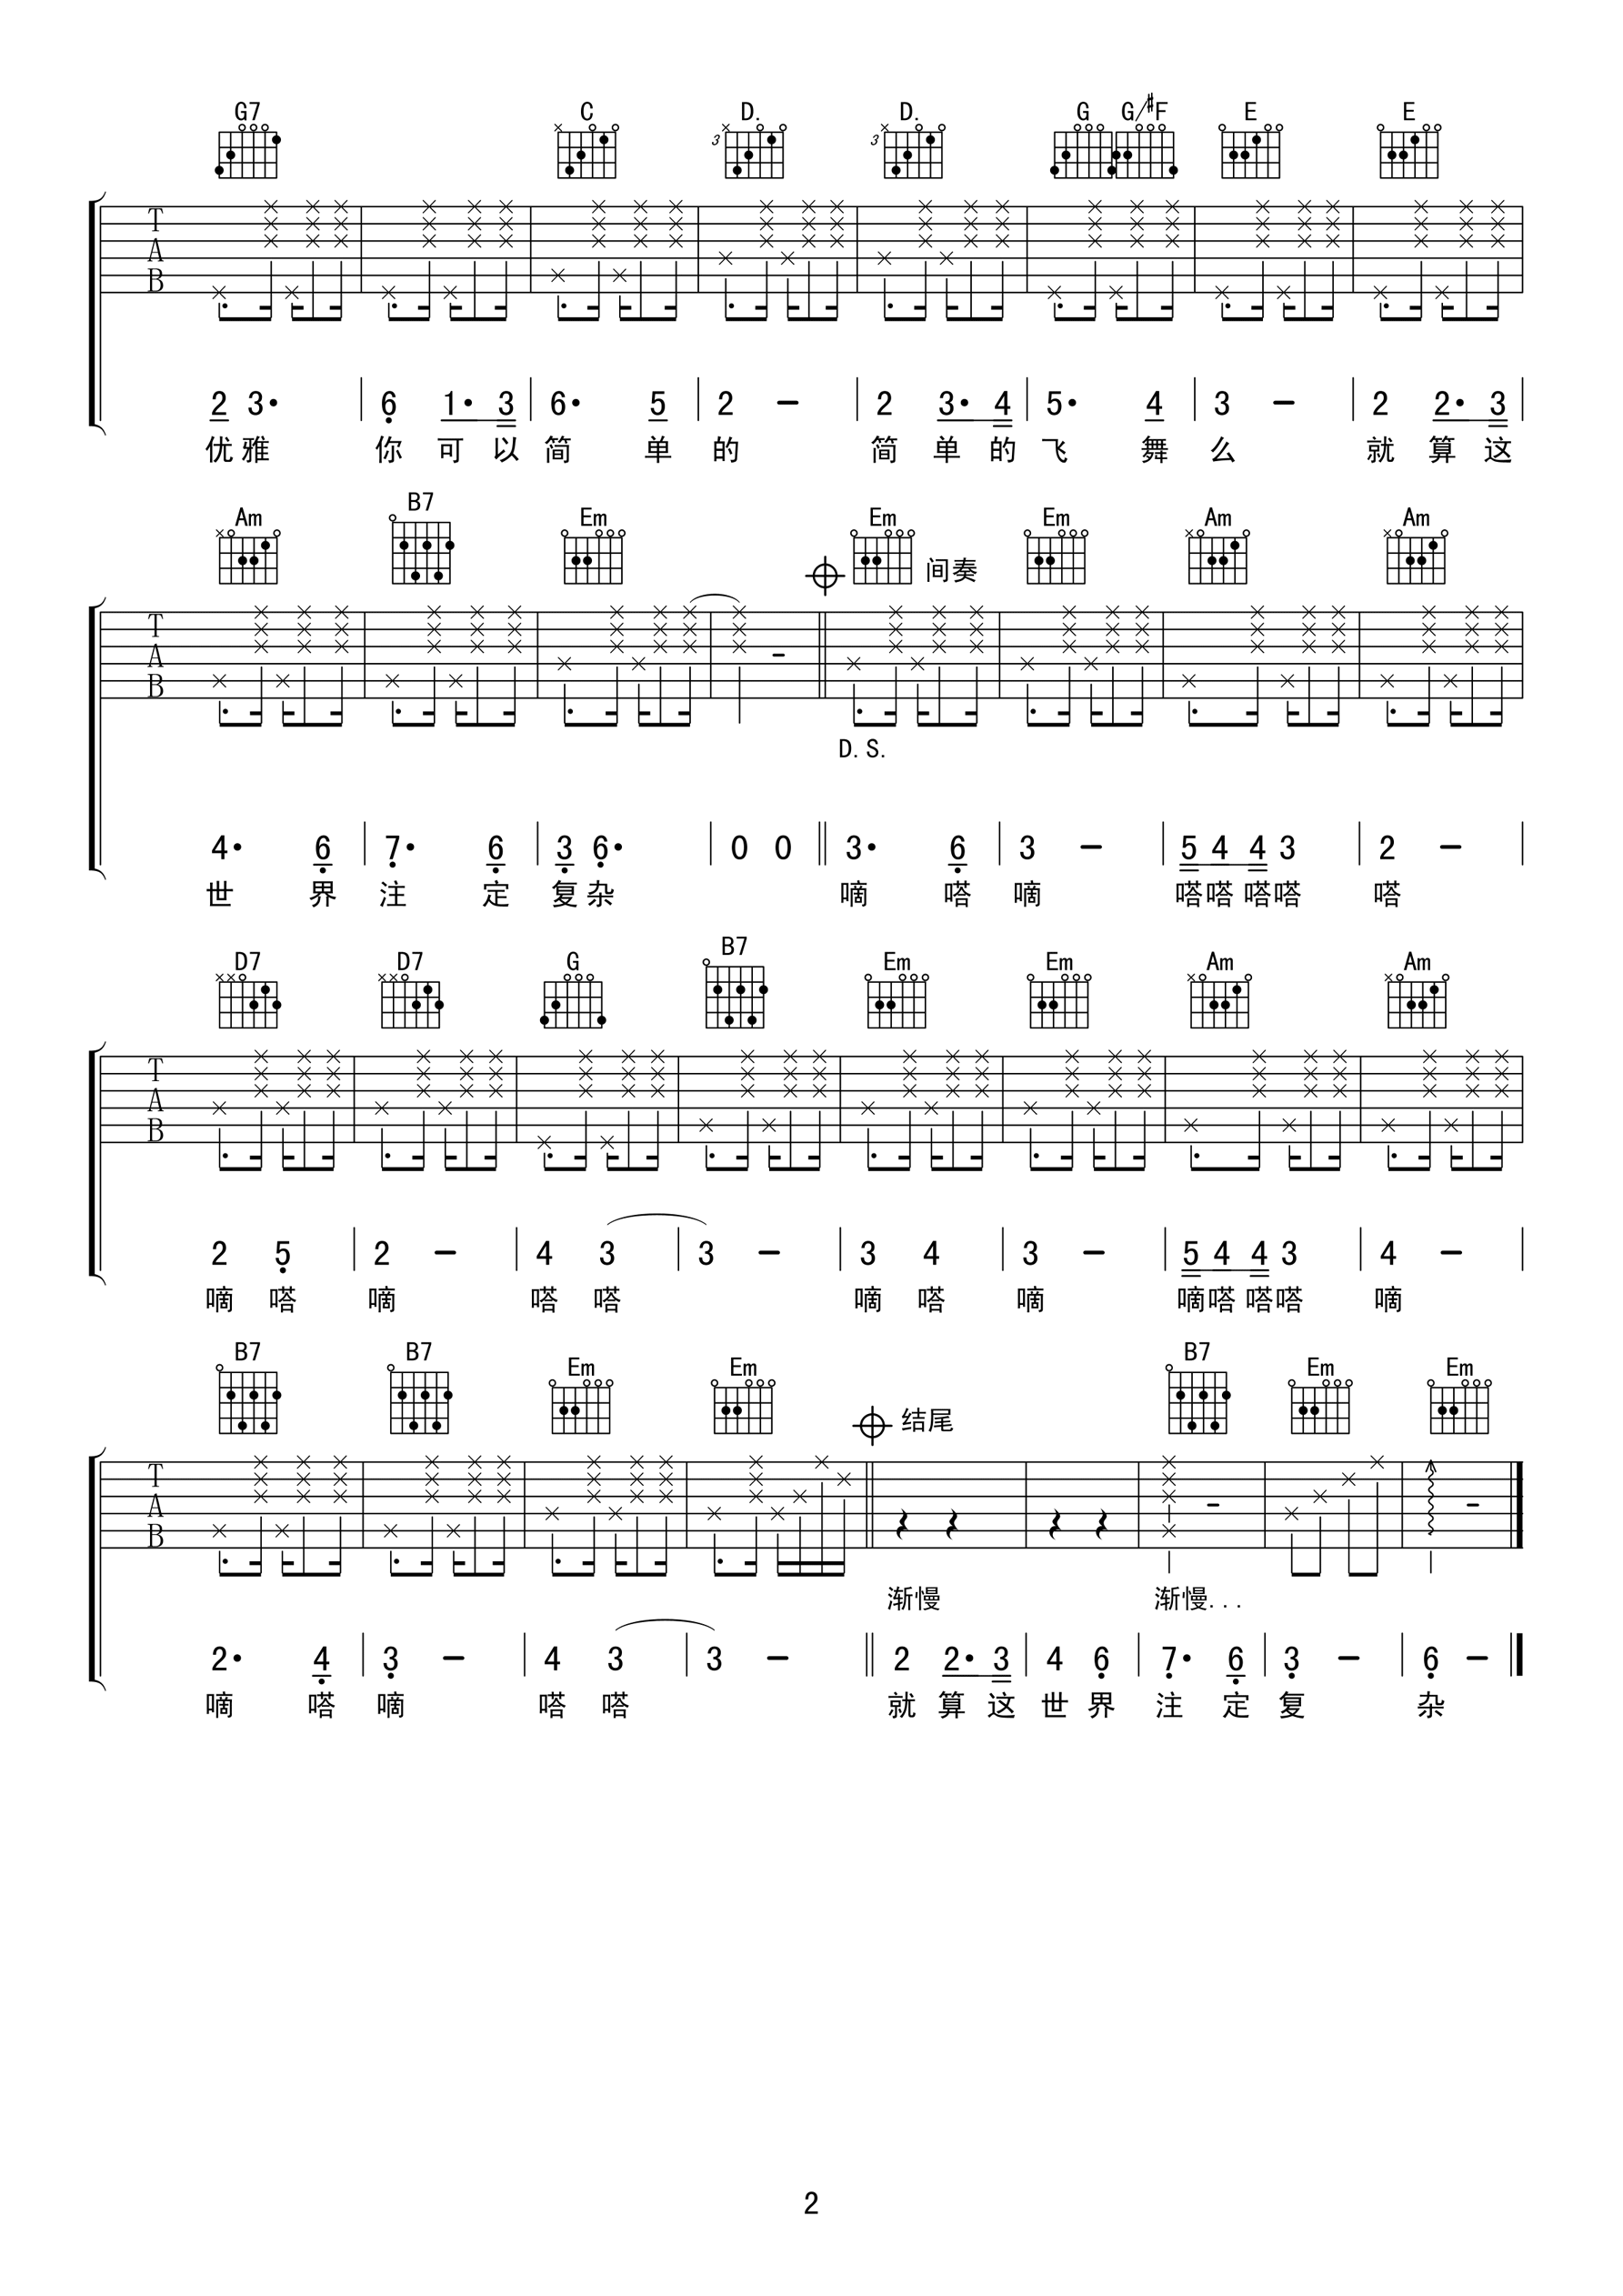 G7 C D. D. G G/#F E E
3 3
T A B
2 3· | 6 1· 3 | 6· 5 | 2 – | 2 3· 4 | 5· 4 | 3 – | 2 2· 3 |
优 雅 你 可 以 简 单 的 简 单 的 飞 舞 么 就 算 这
Am B7 Em Em 间奏 Em Am Am
T A B
D.S.
4· 6 | 7· 6 | 3 6· | 0 0 || 3· 6 | 3 – | 5 4 4 3 | 2 – |
世 界 注 定 复 杂 嘀 嗒 嘀 嗒 嗒 嗒 嗒 嗒
D7 D7 G B7 Em Em Am Am
T A B
2 5 | 2 – | 4 3 | 3 – | 3 4 | 3 – | 5 4 4 3 | 4 – |
嘀 嗒 嘀 嗒 嗒 嘀 嗒 嘀 嘀 嗒 嗒 嗒 嘀
B7 B7 Em Em 结尾 B7 Em Em
T A B
渐慢 渐慢...
2· 4 | 3 – | 4 3 | 3 – || 2 2· 3 | 4 6 | 7· 6 | 3 – | 6 – ||
嘀 嗒 嘀 嗒 嗒 就 算 这 世 界 注 定 复 杂
2